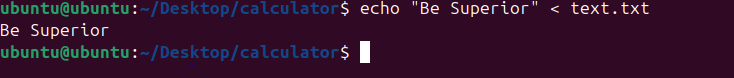 ubuntu@ubuntu:~/Desktop/calculator$ echo "Be Superior" < text.txt
Be Superior
ubuntu@ubuntu:~/Desktop/calculator$